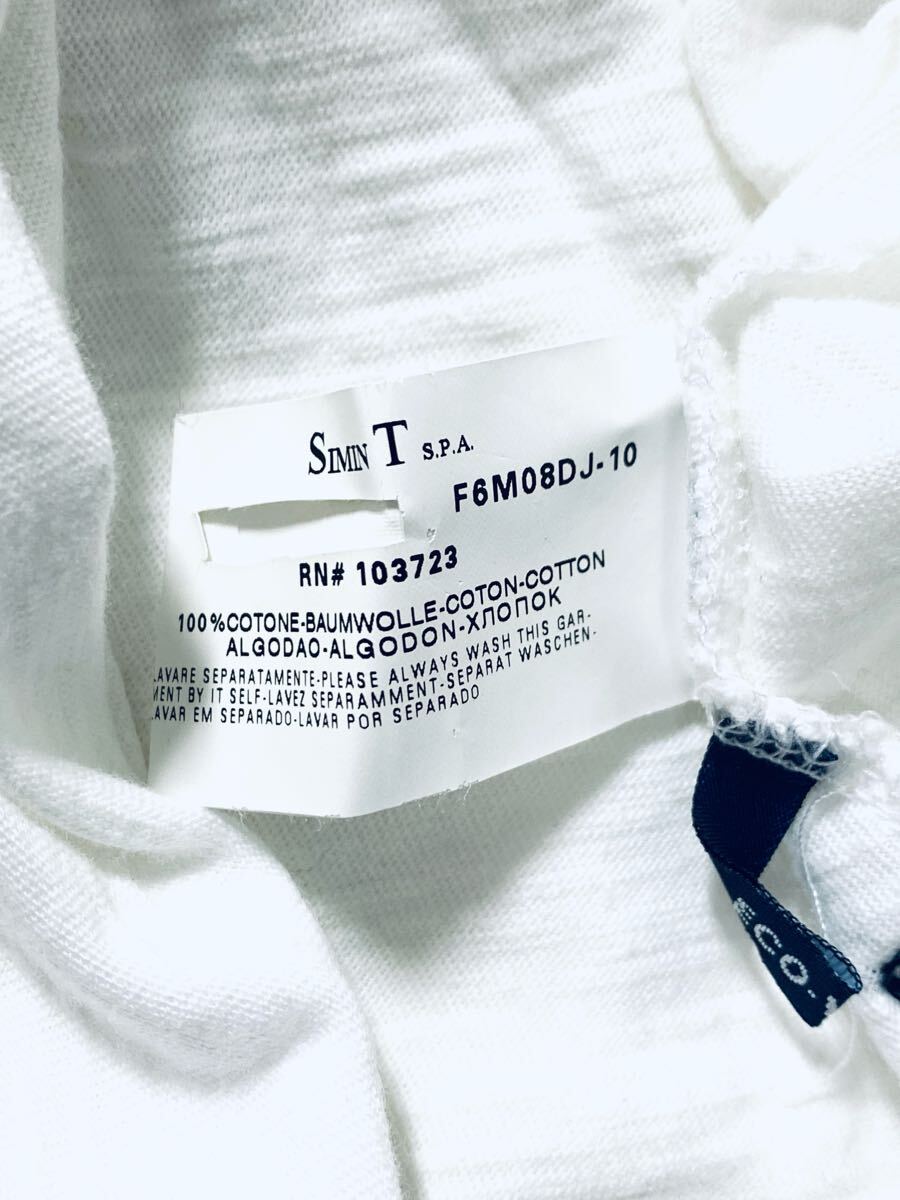 SIMINT S.P.A.
F6M08DJ-10
RN# 103723
100%COTONE-BAUMWOLLE-COTON-COTTON
ALGODAO-ALGODON-ХЛОПОК
LAVARE SEPARATAMENTE-PLEASE ALWAYS WASH THIS GAR-
MENT BY IT SELF-LAVEZ SEPARAMMENT-SEPARAT WASCHEN-
LAVAR EM SEPARADO-LAVAR POR SEPARADO
CO.